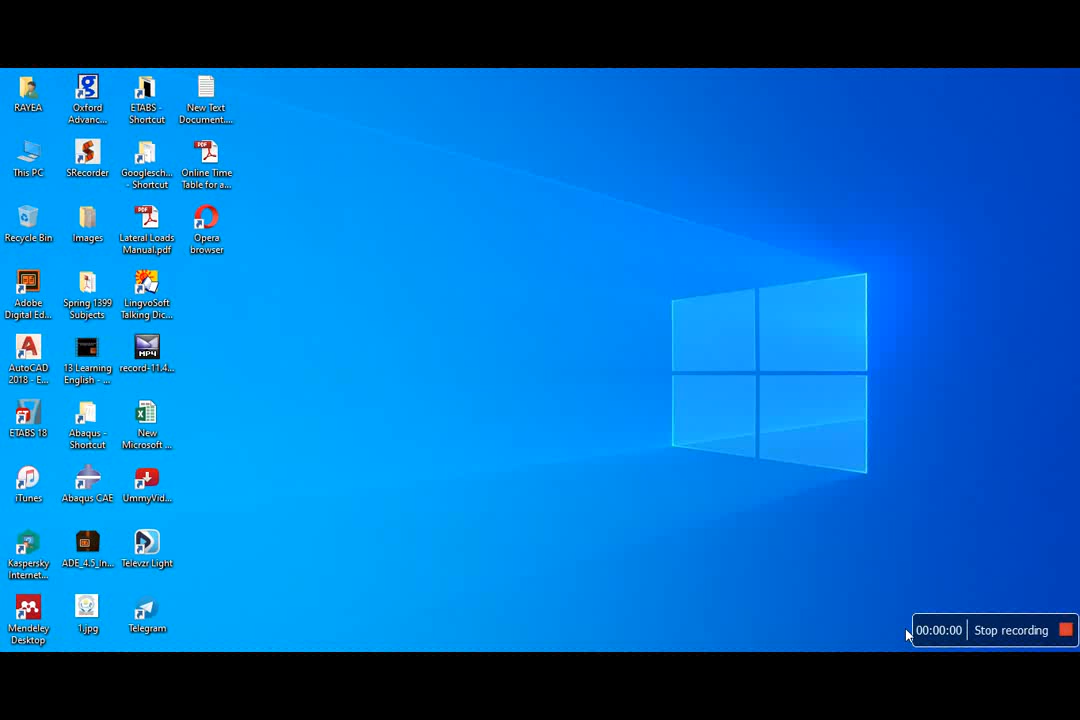 RAYEA
Oxford
Advanc...
ETABS -
Shortcut
New Text
Document....
This PC
SRecorder
Googlesch...
- Shortcut
PDF
Online Time
Table for a...
Recycle Bin
Images
PDF
Lateral Loads
Manual.pdf
Opera
browser
Adobe
Digital Ed...
Spring 1399
Subjects
LingvoSoft
Talking Dic...
AutoCAD
2018 - E...
13 Learning
English - ...
MP4
record-11.4...
ETABS 18
Abaqus -
Shortcut
New
Microsoft ...
iTunes
Abaqus CAE
UmmyVid...
Kaspersky
Internet...
ADE_4.5_In...
Televzr Light
Mendeley
Desktop
1.jpg
Telegram
00:00:00 Stop recording